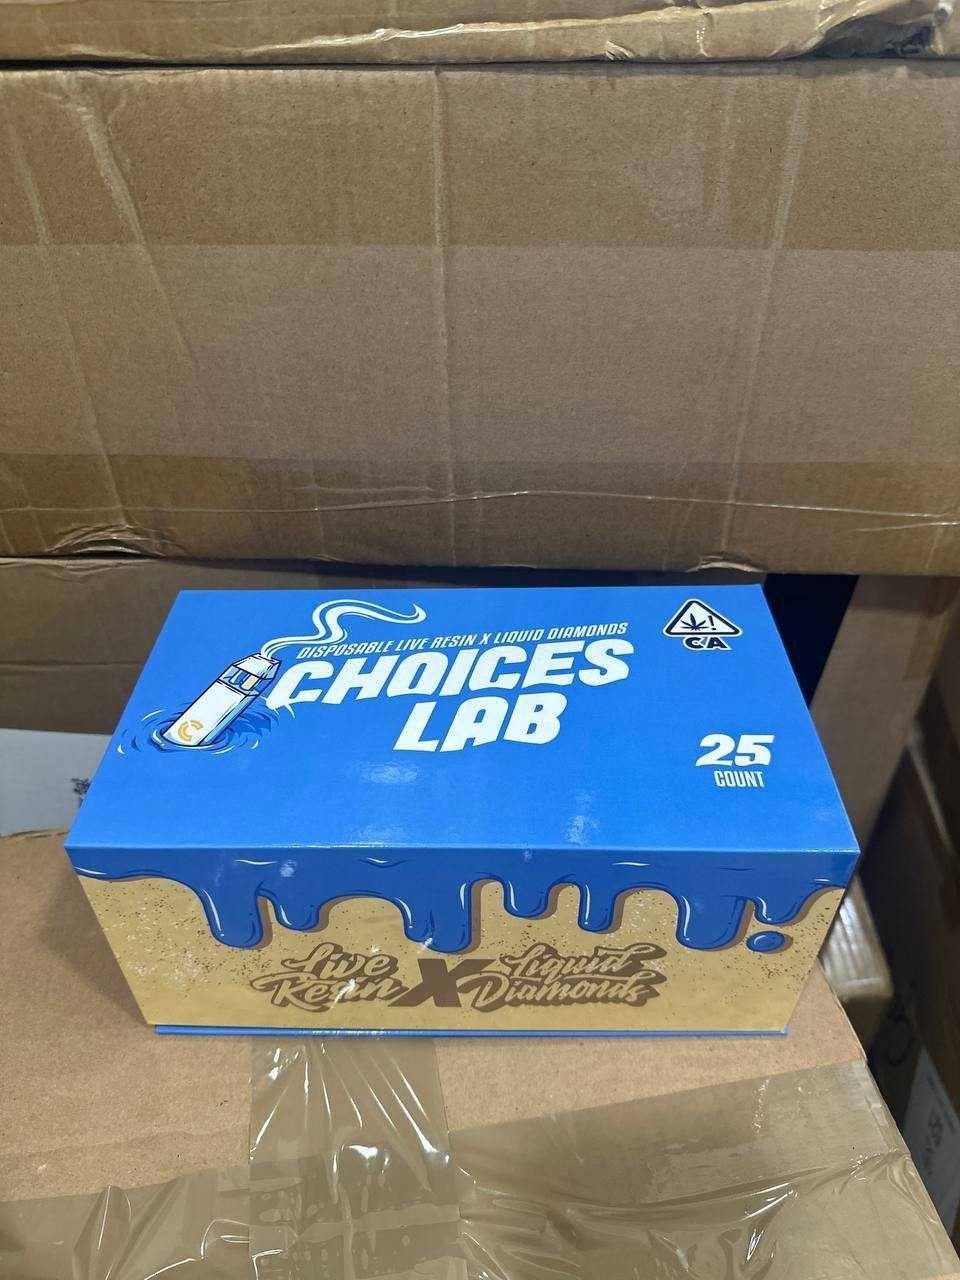 DISPOSABLE LIVE RESIN X LIQUID DIAMONDS
CHOICES
LAB
CA
25
COUNT
Live
Resin
X
Liquid
Diamonds